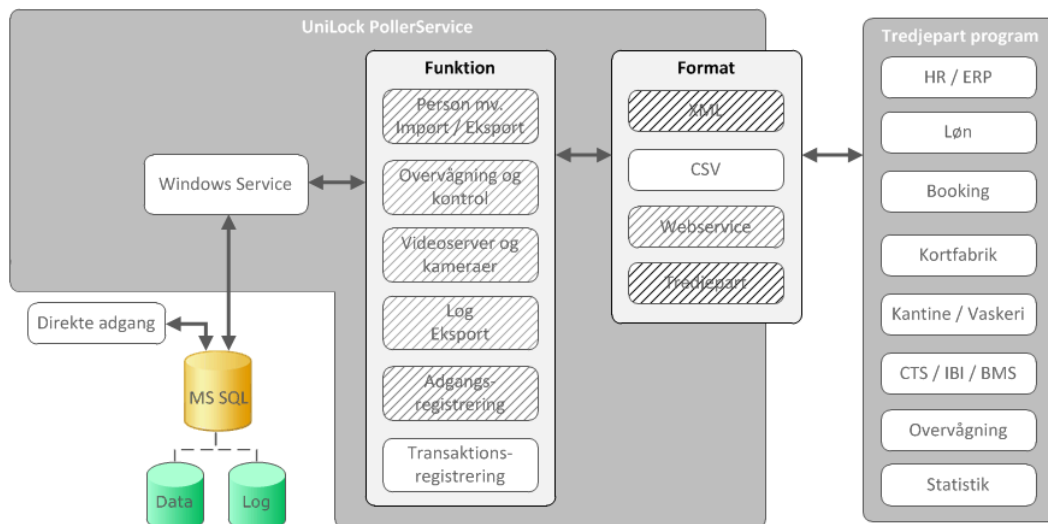 UniLock PollerService
Tredjepart program
Funktion
Person mv.
Import / Eksport
Overvågning og
kontrol
Videoserver og
kameraer
Log
Eksport
Adgangs-
registrering
Transaktions-
registrering
Format
XML
CSV
Webservice
Tredjepart
HR / ERP
Løn
Booking
Kortfabrik
Kantine / Vaskeri
CTS / IBI / BMS
Overvågning
Statistik
Windows Service
Direkte adgang
MS SQL
Data
Log